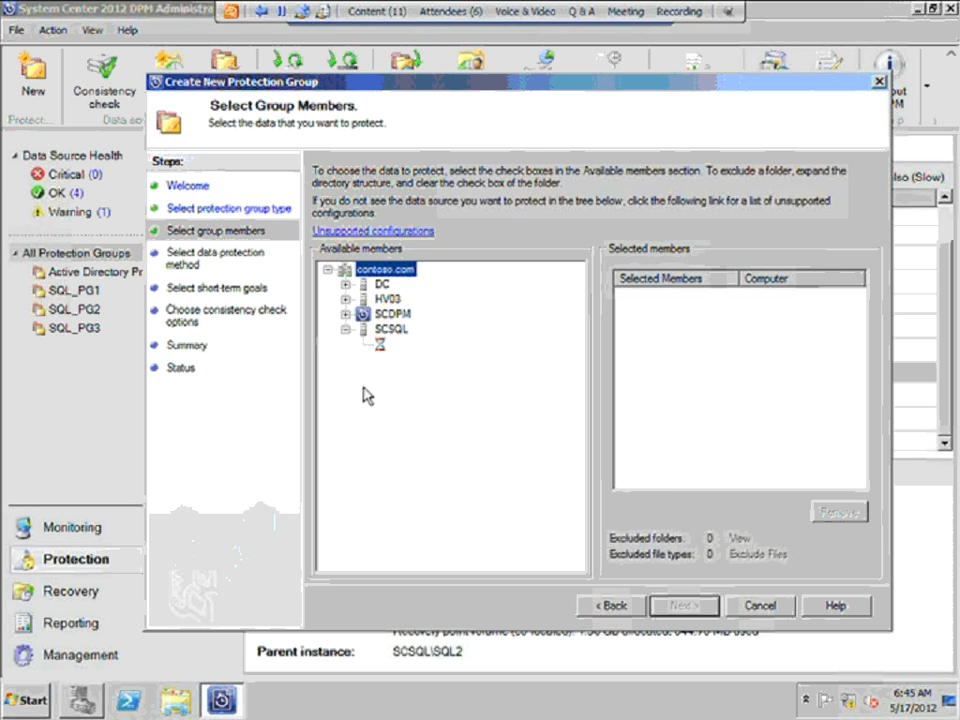 System Center 2012 DPM Administra
Content (11) Attendees (6) Voice & Video Q & A Meeting Recording
File Action View Help
New
Consistency
check
Protect...
Data so
Create New Protection Group
Select Group Members.
Select the data that you want to protect.
Data Source Health
Critical (0)
OK (4)
Warning (1)
All Protection Groups
Active Directory Pr
SQL_PG1
SQL_PG2
SQL_PG3
Steps:
Welcome
Select protection group type
Select group members
Select data protection
method
Select short-term goals
Choose consistency check
options
Summary
Status
To choose the data to protect, select the check boxes in the Available members section. To exclude a folder, expand the
directory structure, and clear the check box of the folder.
If you do not see the data source you want to protect in the tree below, click the following link for a list of unsupported
configurations.
Unsupported configurations
Available members
contoso.com
DC
HV03
SCDPM
SCSQL
Selected members
Selected Members Computer
Remove
Excluded folders: 0 View
Excluded file types: 0 Exclude Files
< Back Next > Cancel Help
lso (Slow)
Monitoring
Protection
Recovery
Reporting
Management
Parent instance: SCSQL\SQL2
Start
6:45 AM
5/17/2012